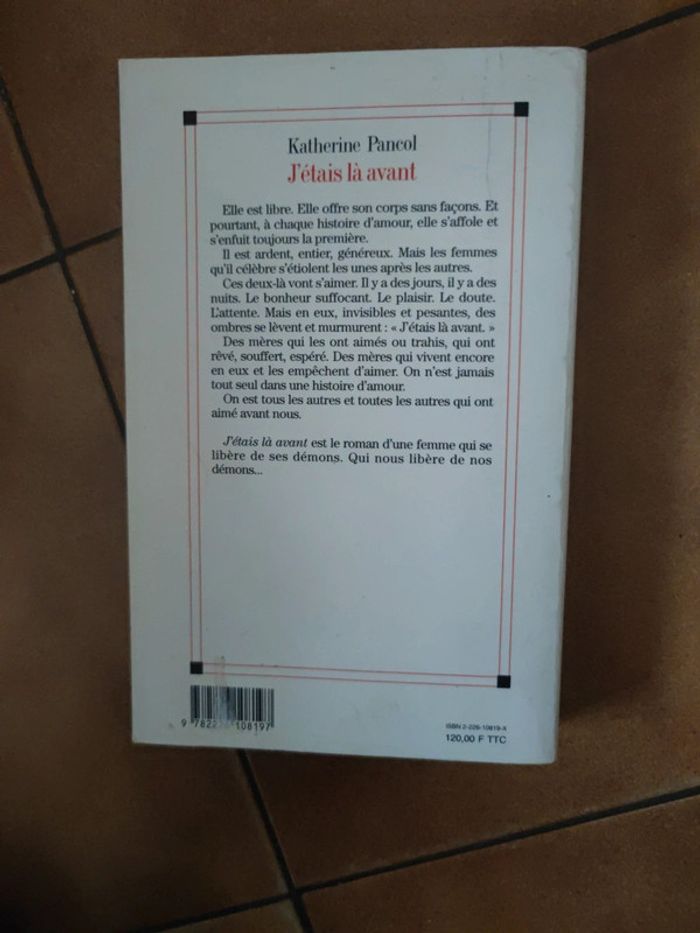 Katherine Pancol
J'étais là avant
Elle est libre. Elle offre son corps sans façons. Et
pourtant, à chaque histoire d'amour, elle s'affole et
s'enfuit toujours la première.
Il est ardent, entier, généreux. Mais les femmes
qu'il célèbre s'étiolent les unes après les autres.
Ces deux-là vont s'aimer. Il y a des jours, il y a des
nuits. Le bonheur suffocant. Le plaisir. Le doute.
L'attente. Mais en eux, invisibles et pesantes, des
ombres se lèvent et murmurent : « J'étais là avant. »
Des mères qui les ont aimés ou trahis, qui ont
rêvé, souffert, espéré. Des mères qui vivent encore
en eux et les empêchent d'aimer. On n'est jamais
tout seul dans une histoire d'amour.
On est tous les autres et toutes les autres qui ont
aimé avant nous.
J'étais là avant est le roman d'une femme qui se
libère de ses démons. Qui nous libère de nos
démons...
ISBN 2-226-10819-X
120,00 F TTC
108197